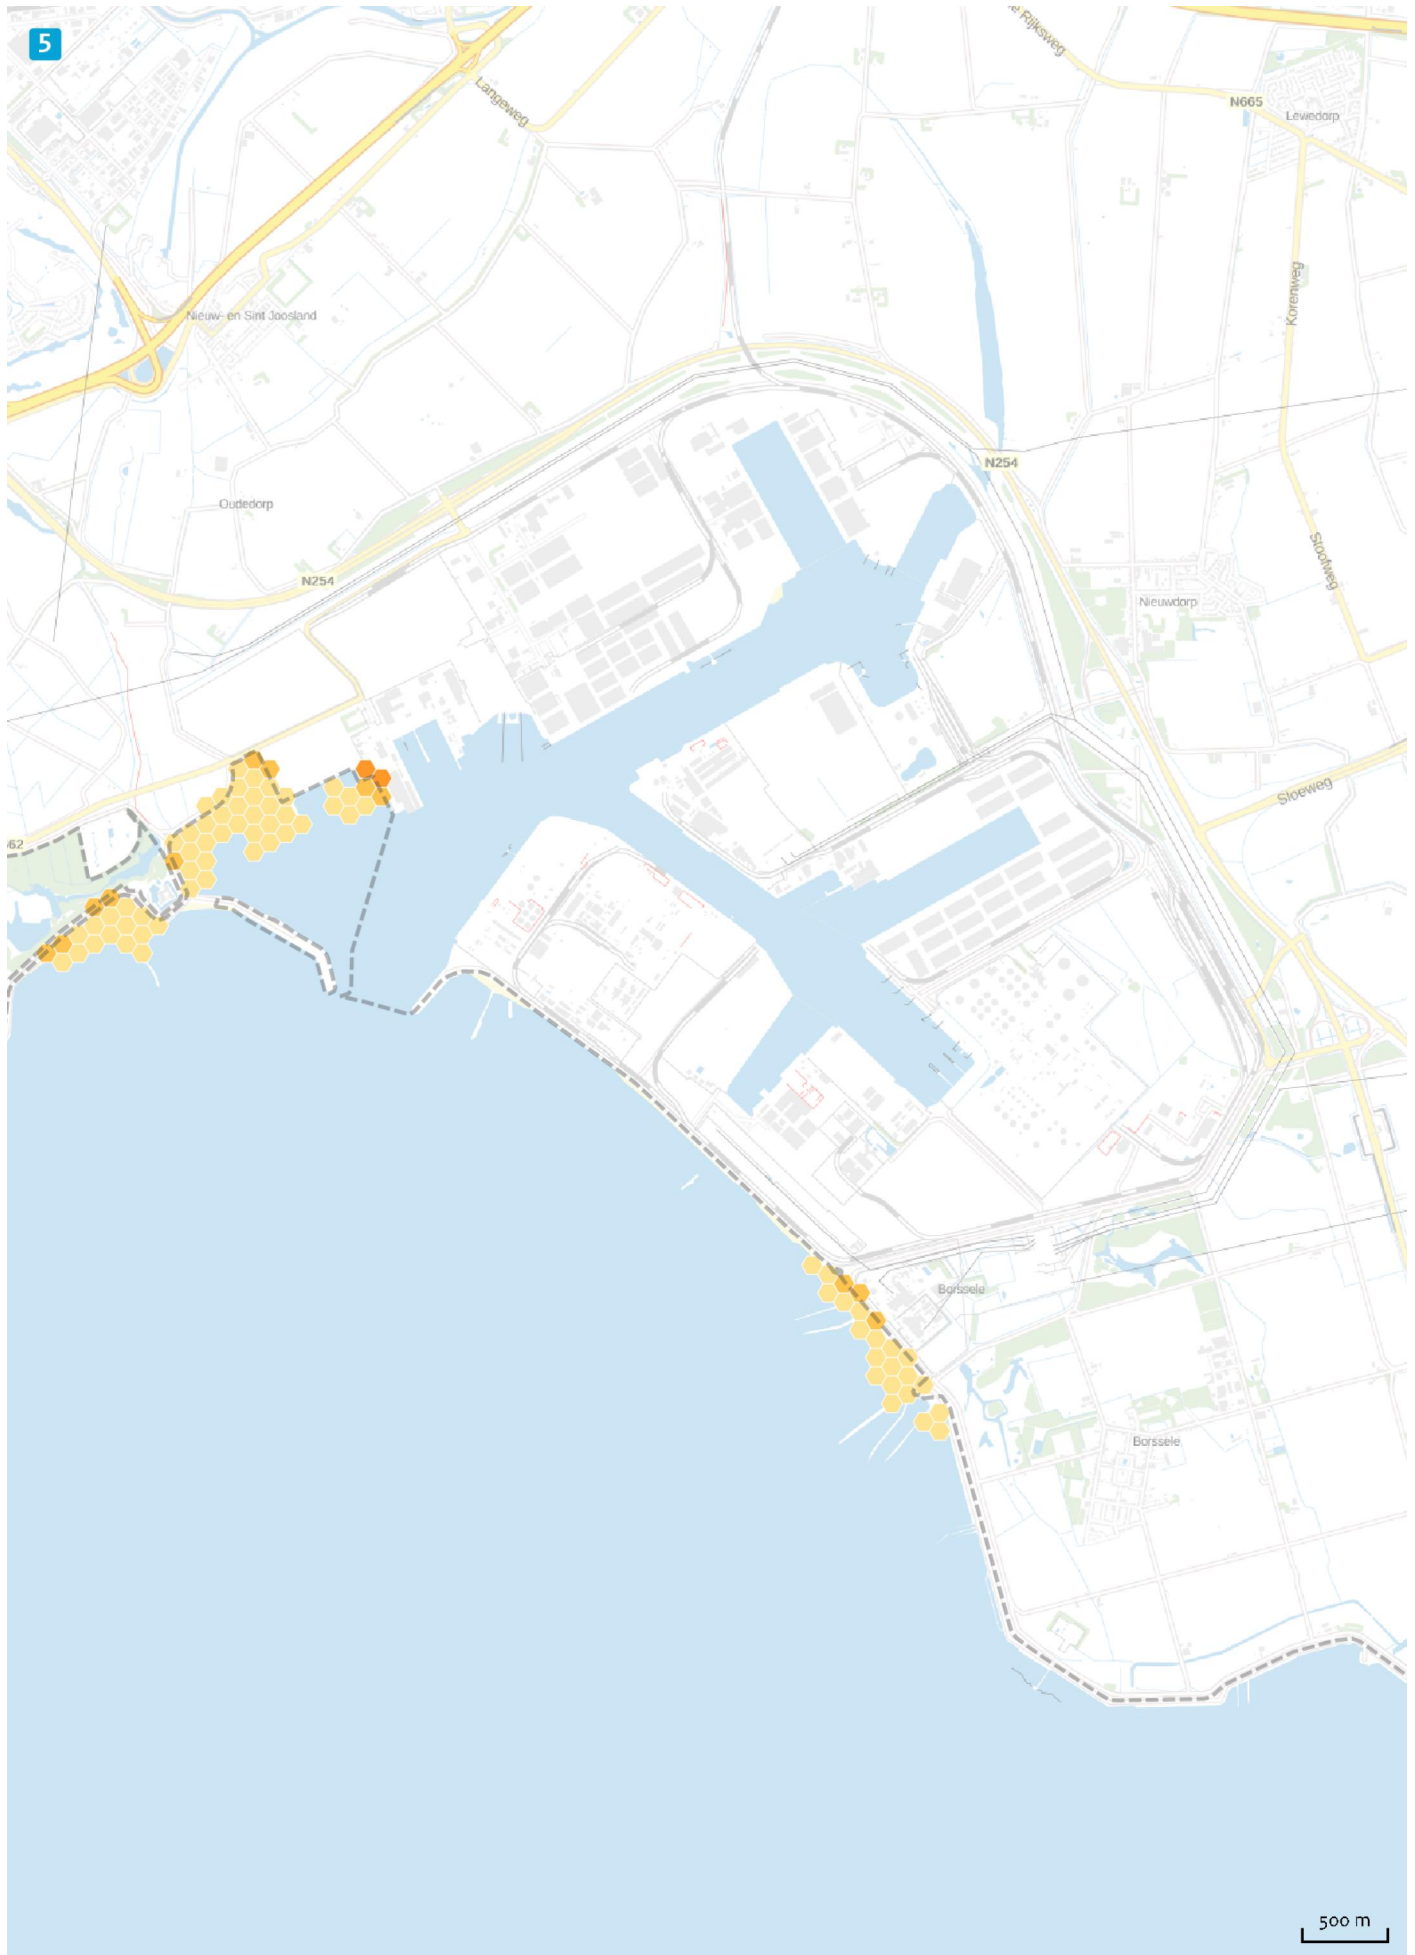 5
Rijksweg
Langeweg
N665
Lewedorp
Korenweg
Nieuw- en Sint Joosland
N254
Oudedorp
Stoofweg
N254
Nieuwdorp
Sloeweg
62
Borssele
Borssele
500 m